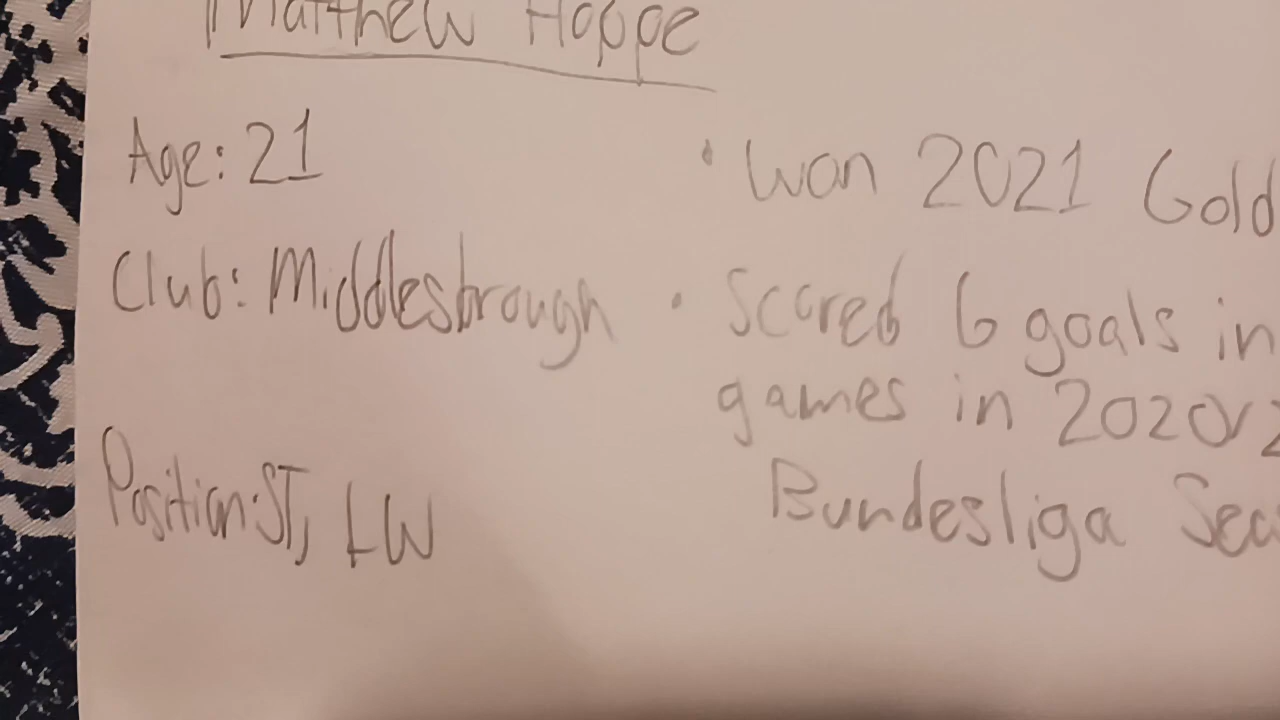 Matthew Hoppe
Age: 21
Club: Middlesbrough
Position: ST, LW
• Won 2021 Gold
• Scored 6 goals in
games in 2020/2
Bundesliga Sea